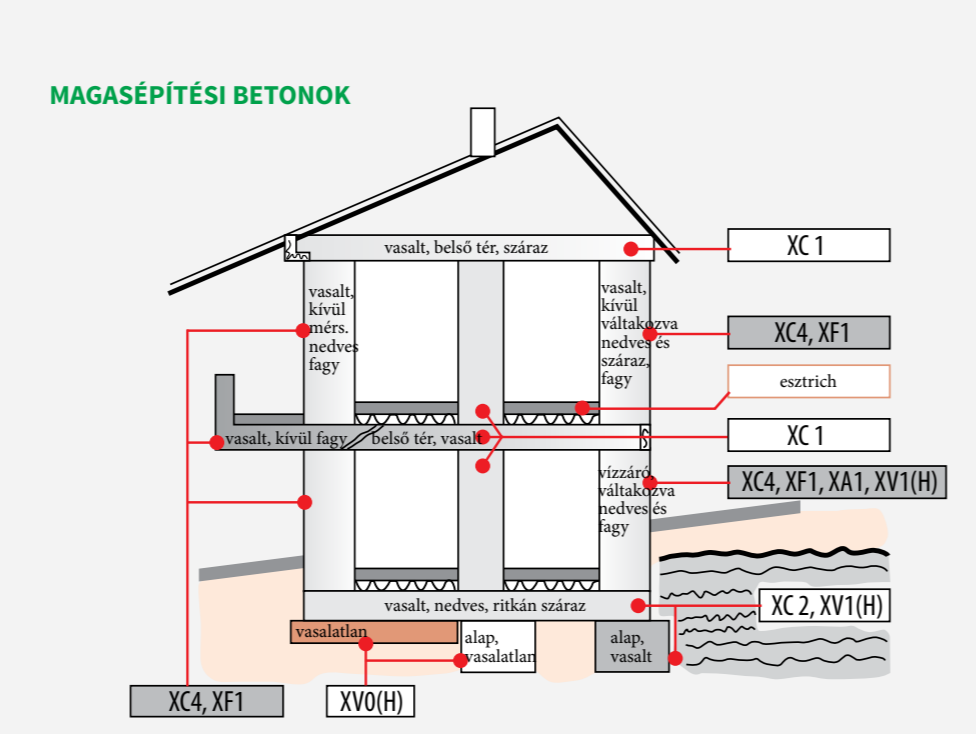 MAGASÉPÍTÉSI BETONOK
vasalt, belső tér, száraz
XC 1
vasalt,
kívül
mérs.
nedves
fagy
vasalt,
kívül
váltakozva
nedves és
száraz,
fagy
XC4, XF1
esztrich
vasalt, kívül fagy
belső tér, vasalt
XC 1
vízzáró,
váltakozva
nedves és
fagy
XC4, XF1, XA1, XV1(H)
vasalt, nedves, ritkán száraz
XC 2, XV1(H)
vasalatlan
alap,
vasalatlan
alap,
vasalt
XC4, XF1
XV0(H)